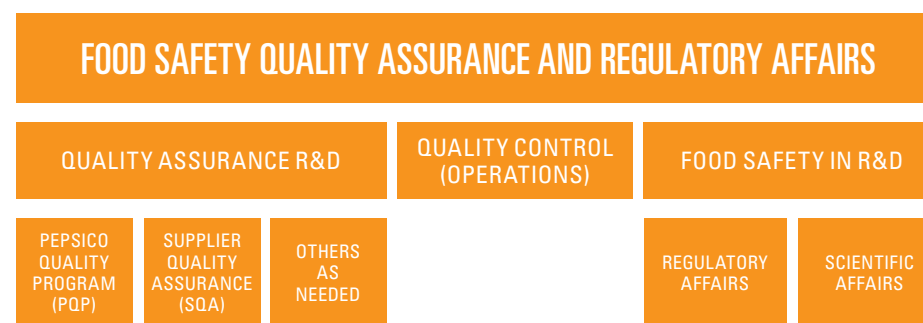 FOOD SAFETY QUALITY ASSURANCE AND REGULATORY AFFAIRS
QUALITY ASSURANCE R&D
QUALITY CONTROL
(OPERATIONS)
FOOD SAFETY IN R&D
PEPSICO
QUALITY
PROGRAM
(PQP)
SUPPLIER
QUALITY
ASSURANCE
(SQA)
OTHERS
AS
NEEDED
REGULATORY
AFFAIRS
SCIENTIFIC
AFFAIRS